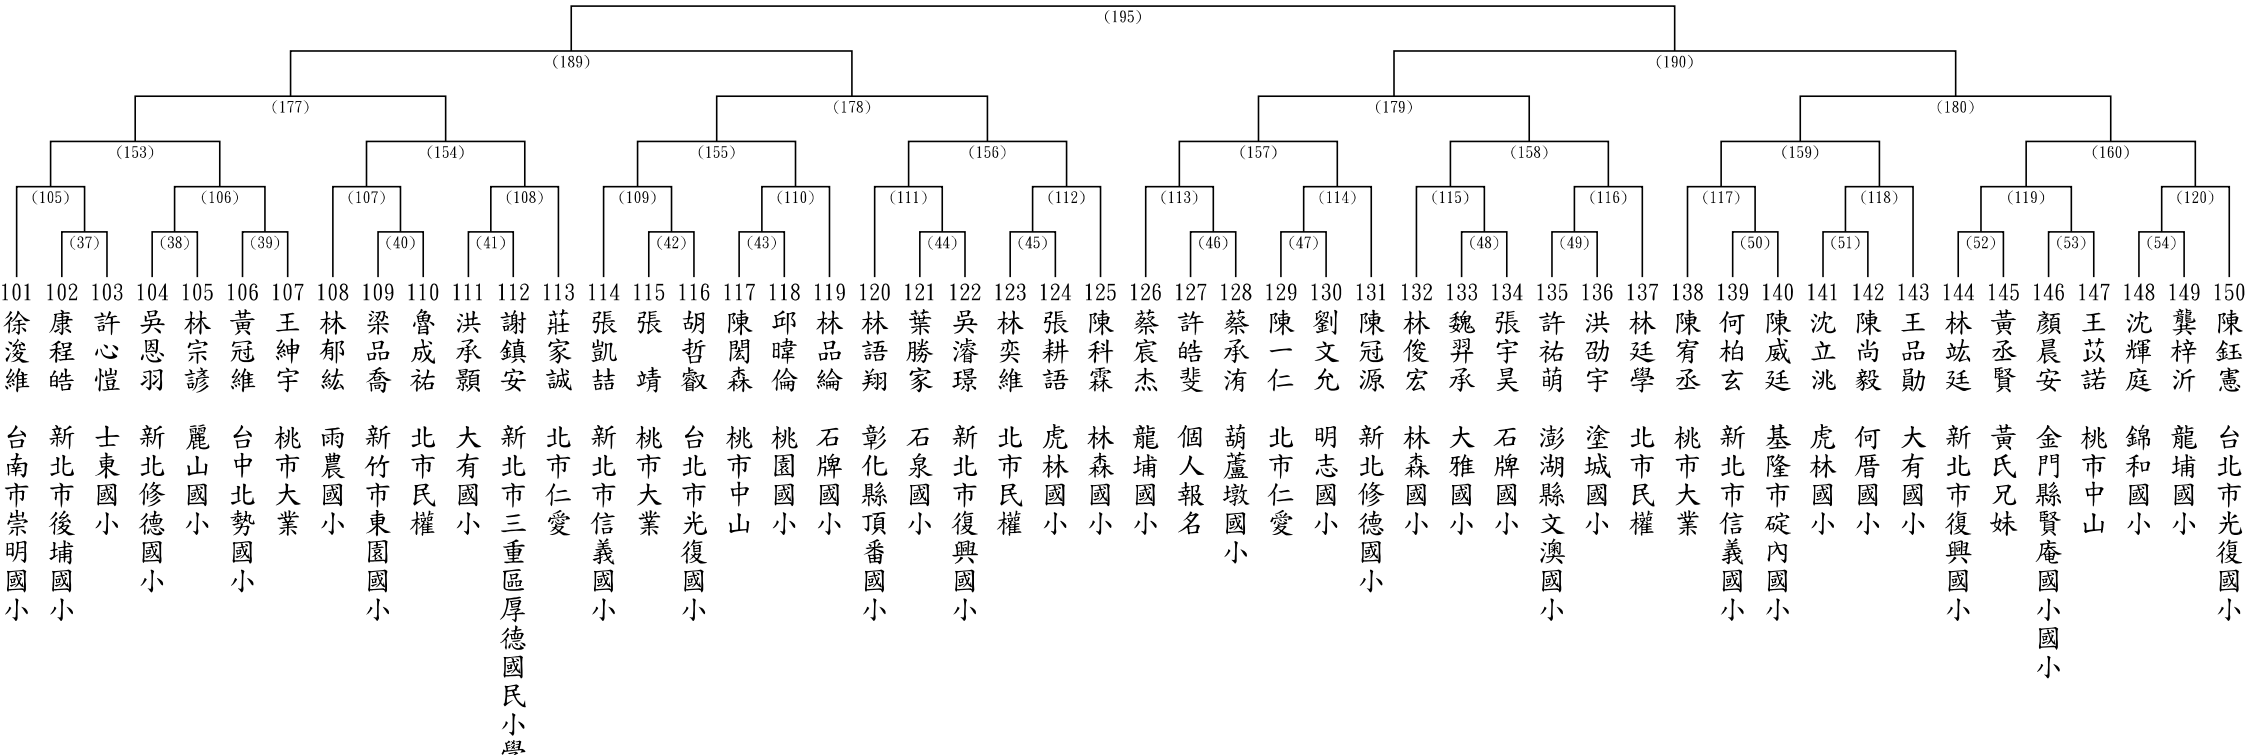 (195)
(189) (190)
(177) (178) (179) (180)
(153) (154) (155) (156) (157) (158) (159) (160)
(105) (106) (107) (108) (109) (110) (111) (112) (113) (114) (115) (116) (117) (118) (119) (120)
(37) (38) (39) (40) (41) (42) (43) (44) (45) (46) (47) (48) (49) (50) (51) (52) (53) (54)
101 徐浚維 台南市崇明國小
102 康程皓 新北市後埔國小
103 許心愷 士東國小
104 吳恩羽 新北修德國小
105 林宗諺 麗山國小
106 黃冠維 台中北勢國小
107 王紳宇 桃市大業
108 林郁紘 雨農國小
109 梁品喬 新竹市東園國小
110 魯成祐 北市民權
111 洪承顥 大有國小
112 謝鎮安 新北市三重區厚德國民小學
113 莊家誠 北市仁愛
114 張凱喆 新北市信義國小
115 張靖 桃市大業
116 胡哲叡 台北市光復國小
117 陳閎森 桃市中山
118 邱暐倫 桃園國小
119 林品綸 石牌國小
120 林語翔 彰化縣頂番國小
121 葉勝家 石泉國小
122 吳濬璟 新北市復興國小
123 林奕維 北市民權
124 張耕語 虎林國小
125 陳科霖 林森國小
126 蔡宸杰 龍埔國小
127 許皓斐 個人報名
128 蔡承洧 葫蘆墩國小
129 陳一仁 北市仁愛
130 劉文允 明志國小
131 陳冠源 新北修德國小
132 林俊宏 林森國小
133 魏羿承 大雅國小
134 張宇昊 石牌國小
135 許祐萌 澎湖縣文澳國小
136 洪劭宇 塗城國小
137 林廷學 北市民權
138 陳宥丞 桃市大業
139 何柏玄 新北市信義國小
140 陳威廷 基隆市碇內國小
141 沈立洮 虎林國小
142 陳尚毅 何厝國小
143 王品勛 大有國小
144 林竑廷 新北市復興國小
145 黃丞賢 黃氏兄妹
146 顏晨安 金門縣賢庵國小國小
147 王苡諾 桃市中山
148 沈輝庭 錦和國小
149 龔梓沂 龍埔國小
150 陳鈺憲 台北市光復國小